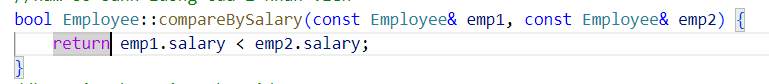 bool Employee::compareBySalary(const Employee& emp1, const Employee& emp2) {
return emp1.salary < emp2.salary;
}